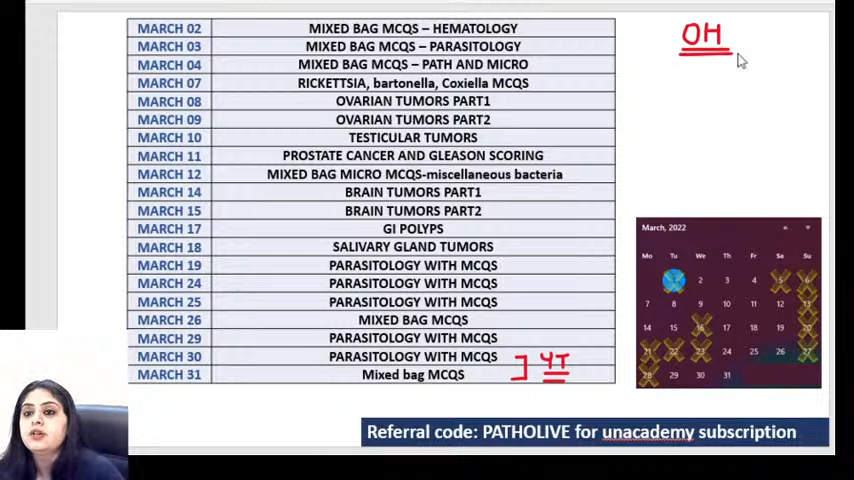 MARCH 02 MIXED BAG MCQS – HEMATOLOGY
MARCH 03 MIXED BAG MCQS – PARASITOLOGY
MARCH 04 MIXED BAG MCQS – PATH AND MICRO
MARCH 07 RICKETTSIA, bartonella, Coxiella MCQS
MARCH 08 OVARIAN TUMORS PART1
MARCH 09 OVARIAN TUMORS PART2
MARCH 10 TESTICULAR TUMORS
MARCH 11 PROSTATE CANCER AND GLEASON SCORING
MARCH 12 MIXED BAG MICRO MCQS-miscellaneous bacteria
MARCH 14 BRAIN TUMORS PART1
MARCH 15 BRAIN TUMORS PART2
MARCH 17 GI POLYPS
MARCH 18 SALIVARY GLAND TUMORS
MARCH 19 PARASITOLOGY WITH MCQS
MARCH 24 PARASITOLOGY WITH MCQS
MARCH 25 PARASITOLOGY WITH MCQS
MARCH 26 MIXED BAG MCQS
MARCH 29 PARASITOLOGY WITH MCQS
MARCH 30 PARASITOLOGY WITH MCQS
MARCH 31 Mixed bag MCQS
YT
OH
March, 2022
Mo Tu We Th Fr Sa Su
1 2 3 4 5 6
7 8 9 10 11 12 13
14 15 16 17 18 19 20
21 22 23 24 25 26 27
28 29 30 31
Referral code: PATHOLIVE for unacademy subscription